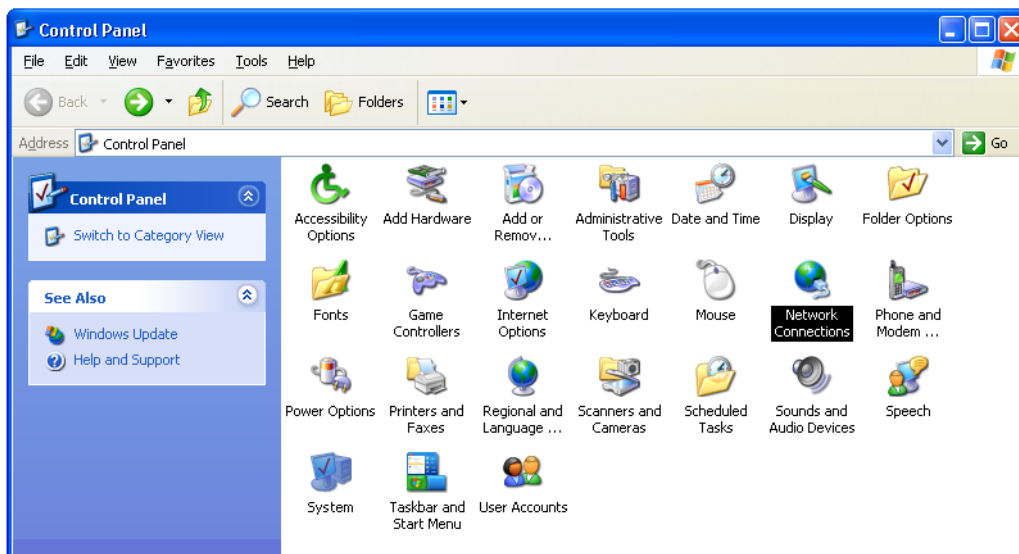 Control Panel
File Edit View Favorites Tools Help
Back Search Folders
Address Control Panel Go
Control Panel
Switch to Category View
See Also
Windows Update
Help and Support
Accessibility Options
Add Hardware
Add or Remov...
Administrative Tools
Date and Time
Display
Folder Options
Fonts
Game Controllers
Internet Options
Keyboard
Mouse
Network Connections
Phone and Modem ...
Power Options
Printers and Faxes
Regional and Language ...
Scanners and Cameras
Scheduled Tasks
Sounds and Audio Devices
Speech
System
Taskbar and Start Menu
User Accounts